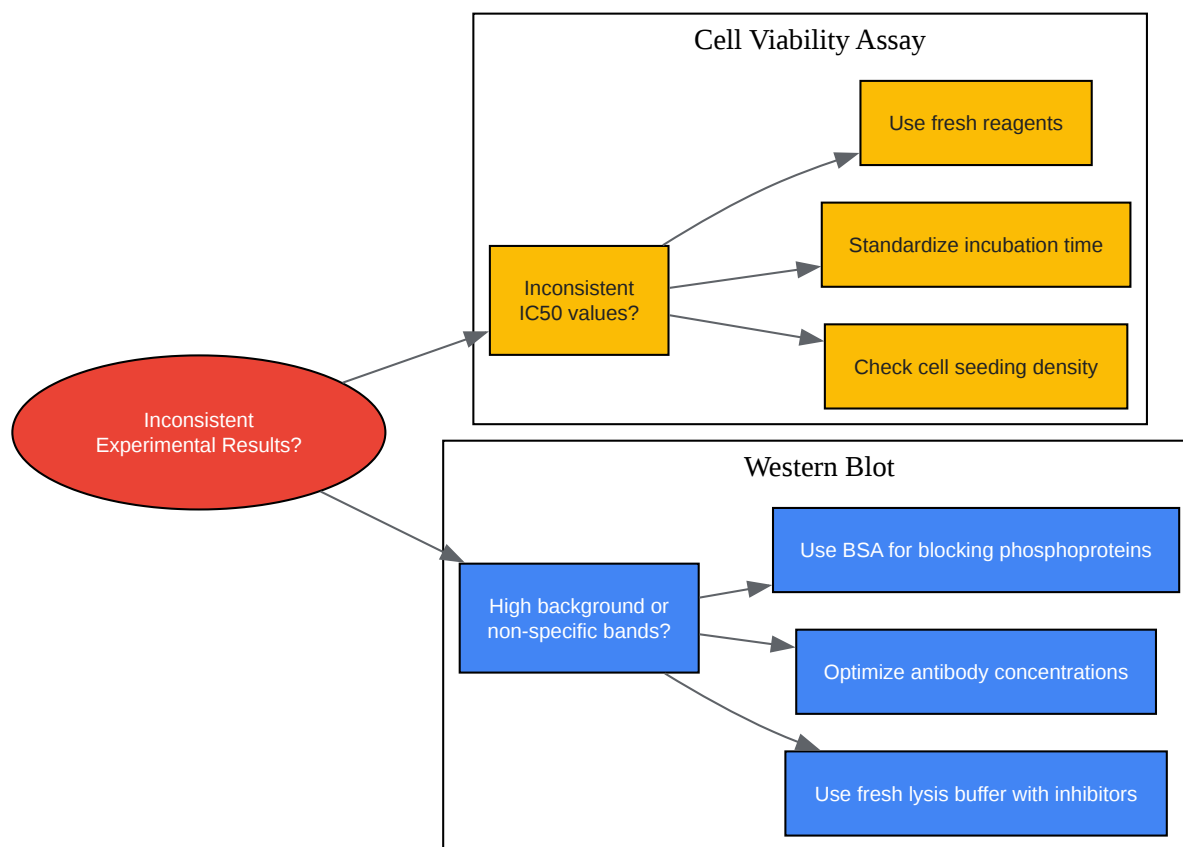 Cell Viability Assay
Use fresh reagents
Standardize incubation time
Inconsistent
IC50 values?
Check cell seeding density
Inconsistent
Experimental Results?
Western Blot
Use BSA for blocking phosphoproteins
High background or
non-specific bands?
Optimize antibody concentrations
Use fresh lysis buffer with inhibitors